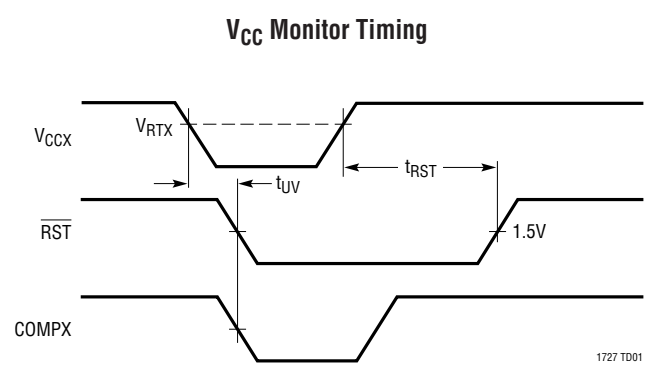 VCC Monitor Timing
VCCX
VRTX
tRST
tUV
RST
1.5V
COMPX
1727 TD01